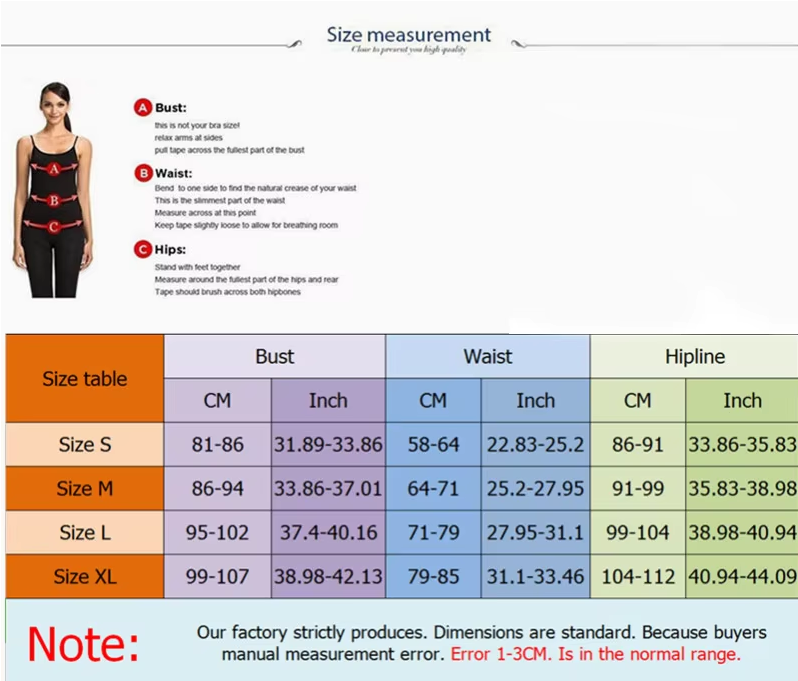 Size measurement
Close to present you high quality
A Bust:
this is not your bra size!
relax arms at sides
pull tape across the fullest part of the bust
A
B Waist:
Bend to one side to find the natural crease of your waist
This is the slimmest part of the waist
Measure across at this point
Keep tape slightly loose to allow for breathing room
B
C
C Hips:
Stand with feet together
Measure around the fullest part of the hips and rear
Tape should brush across both hipbones
Size table Bust Waist Hipline
CM Inch CM Inch CM Inch
Size S 81-86 31.89-33.86 58-64 22.83-25.2 86-91 33.86-35.83
Size M 86-94 33.86-37.01 64-71 25.2-27.95 91-99 35.83-38.98
Size L 95-102 37.4-40.16 71-79 27.95-31.1 99-104 38.98-40.94
Size XL 99-107 38.98-42.13 79-85 31.1-33.46 104-112 40.94-44.09
Note: Our factory strictly produces. Dimensions are standard. Because buyers
manual measurement error. Error 1-3CM. Is in the normal range.